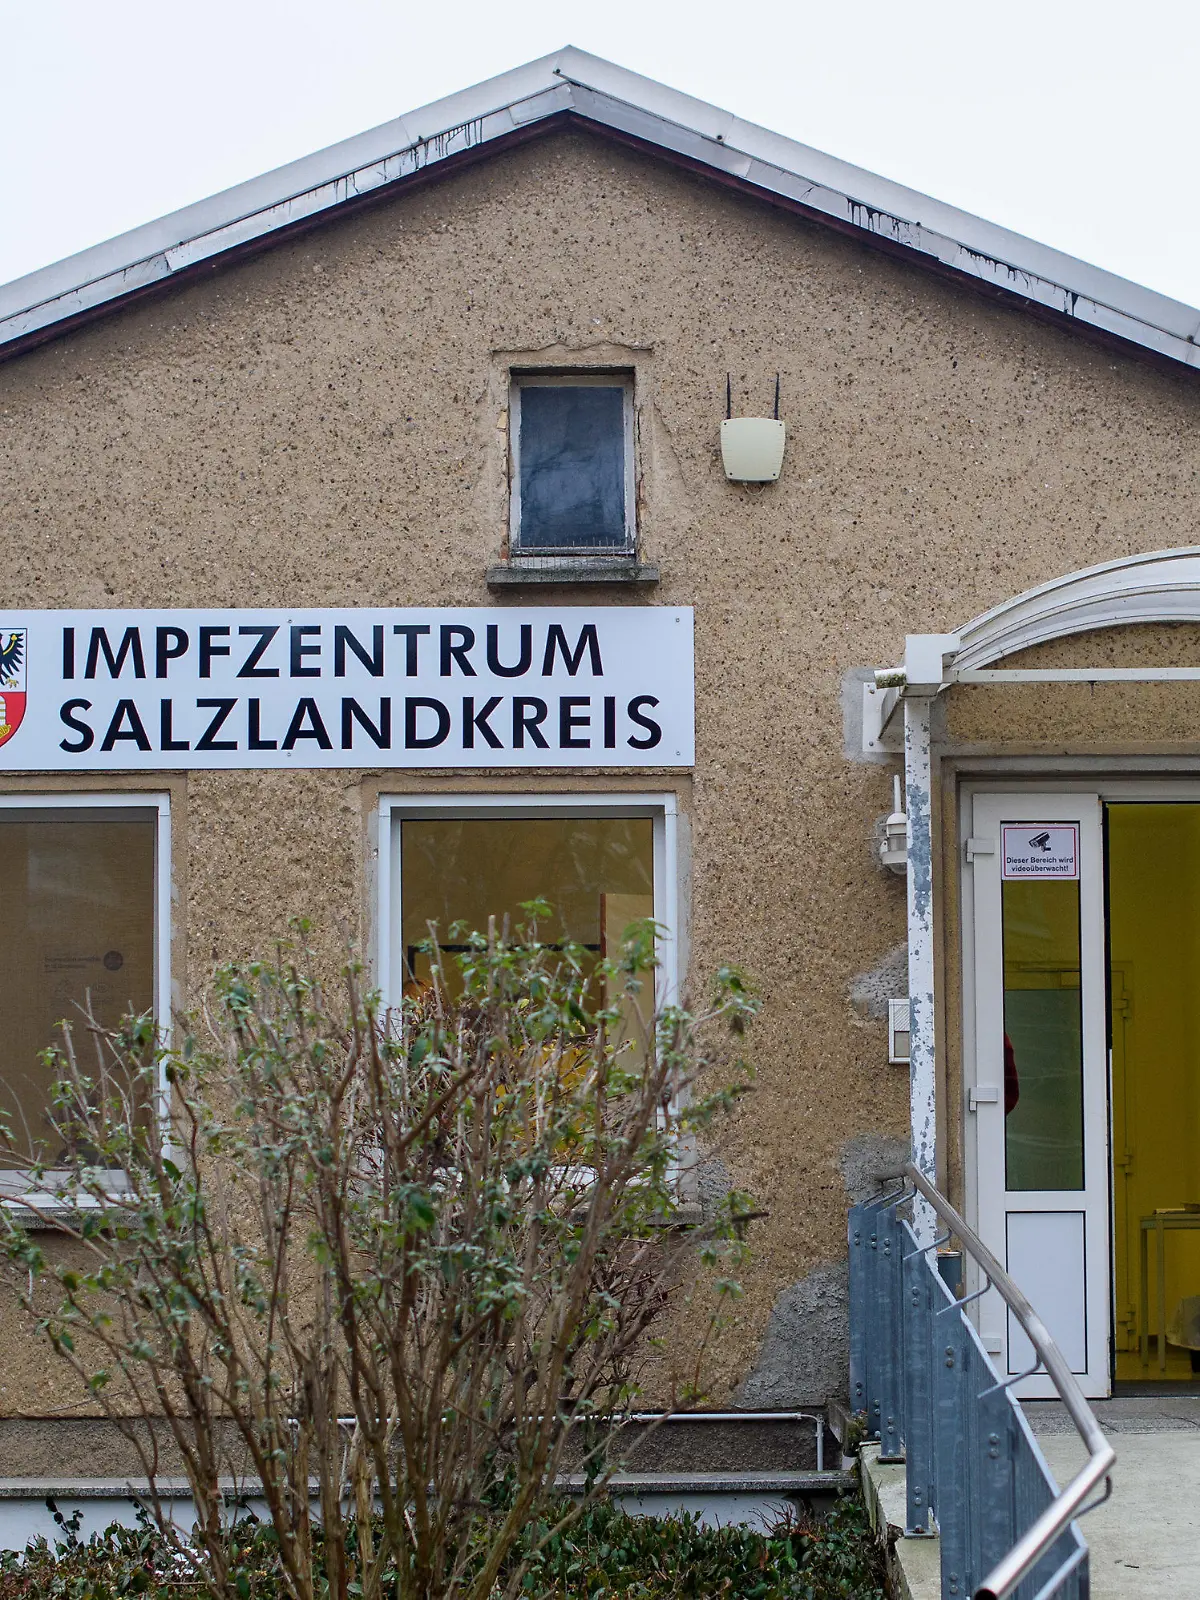 IMPFZENTRUM
SALZLANDKREIS
Dieser Bereich wird
videoüberwacht!